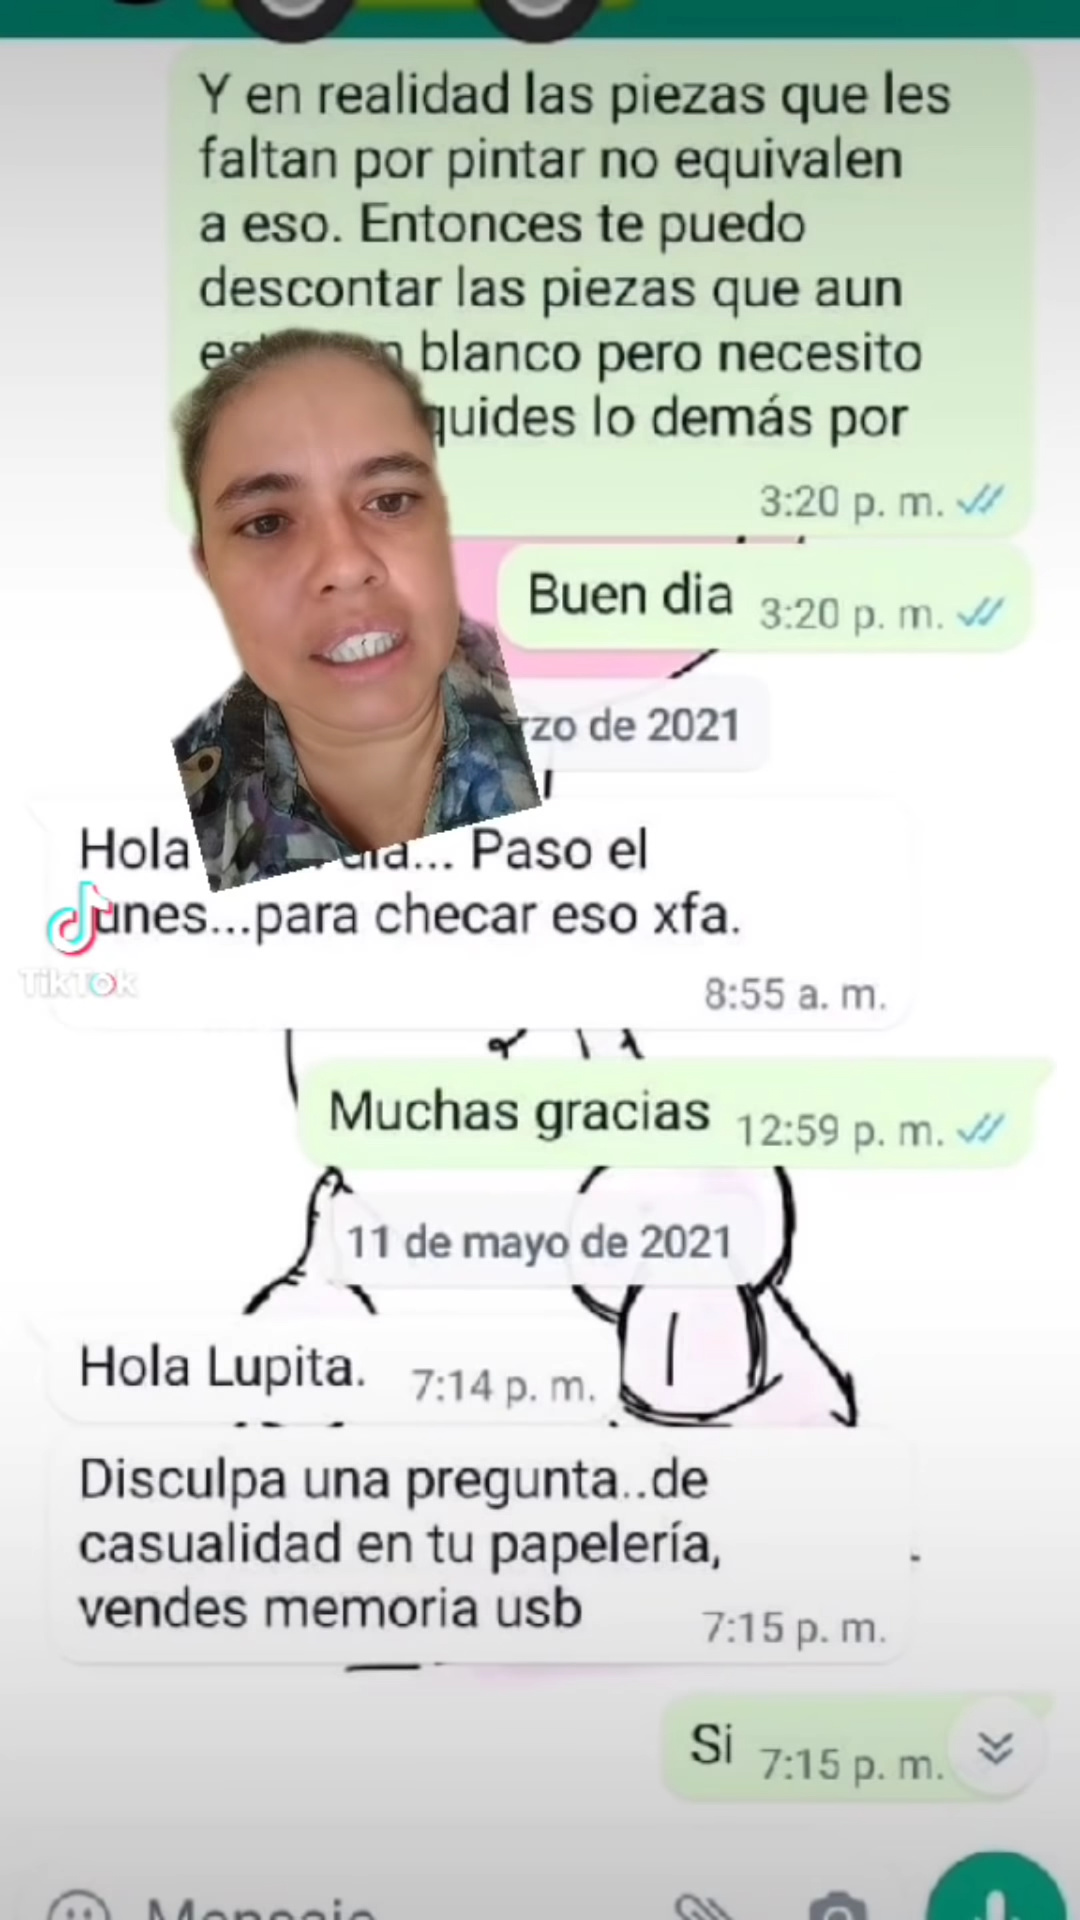 Y en realidad las piezas que les
faltan por pintar no equivalen
a eso. Entonces te puedo
descontar las piezas que aun
blanco pero necesito
lo demás por
3:20 p. m.
Buen dia 3:20 p. m.
de 2021
Hola ... Paso el
...para checar eso xfa.
TikTok
8:55 a. m.
Muchas gracias 12:59 p. m.
11 de mayo de 2021
Hola Lupita. 7:14 p. m.
Disculpa una pregunta..de
casualidad en tu papelería,
vendes memoria usb 7:15 p. m.
Si 7:15 p. m.